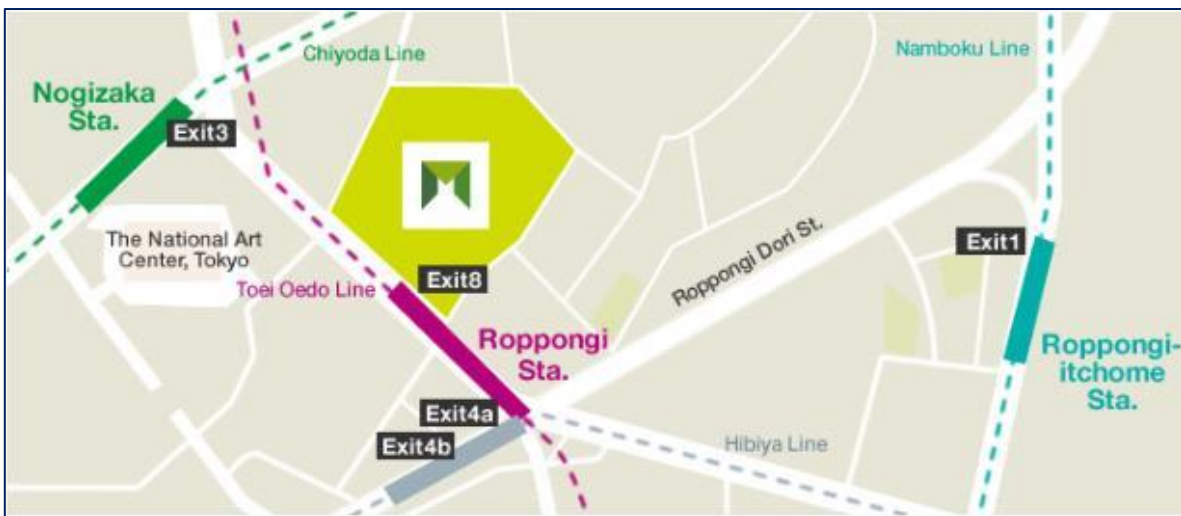 Chiyoda Line
Namboku Line
Nogizaka
Sta.
Exit3
The National Art
Center, Tokyo
Roppongi Dori St.
Exit1
Toei Oedo Line
Exit8
Roppongi
Sta.
Roppongi-
itchome
Sta.
Exit4a
Exit4b
Hibiya Line